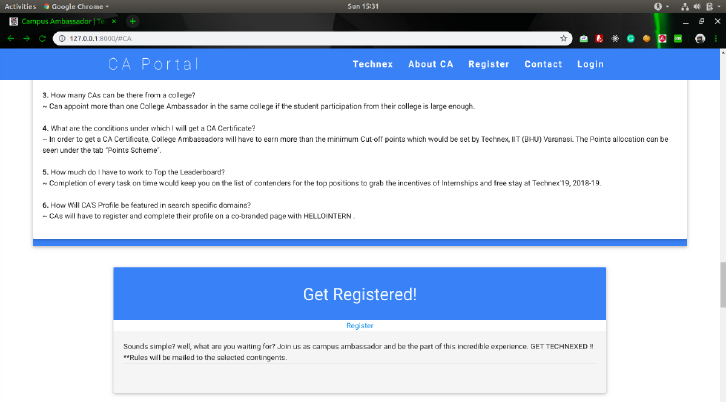 Activities Google Chrome Sun 15:31
Campus Ambassador | Te
127.0.0.1:8000/#CA
CA Portal Technex About CA Register Contact Login
3. How many CAs can be there from a college?
~ Can appoint more than one College Ambassador in the same college if the student participation from their college is large enough.
4. What are the conditions under which I will get a CA Certificate?
~ In order to get a CA Certificate, College Ambassadors will have to earn more than the minimum Cut-off points which would be set by Technex, IIT (BHU) Varanasi. The Points allocation can be
seen under the tab "Points Scheme".
5. How much do I have to work to Top the Leaderboard?
~ Completion of every task on time would keep you on the list of contenders for the top positions to grab the incentives of Internships and free stay at Technex'19, 2018-19.
6. How Will CA'S Profile be featured in search specific domains?
~ CAs will have to register and complete their profile on a co-branded page with HELLOINTERN .
Get Registered!
Register
Sounds simple? well, what are you waiting for? Join us as campus ambassador and be the part of this incredible experience. GET TECHNEXED !!
**Rules will be mailed to the selected contingents.